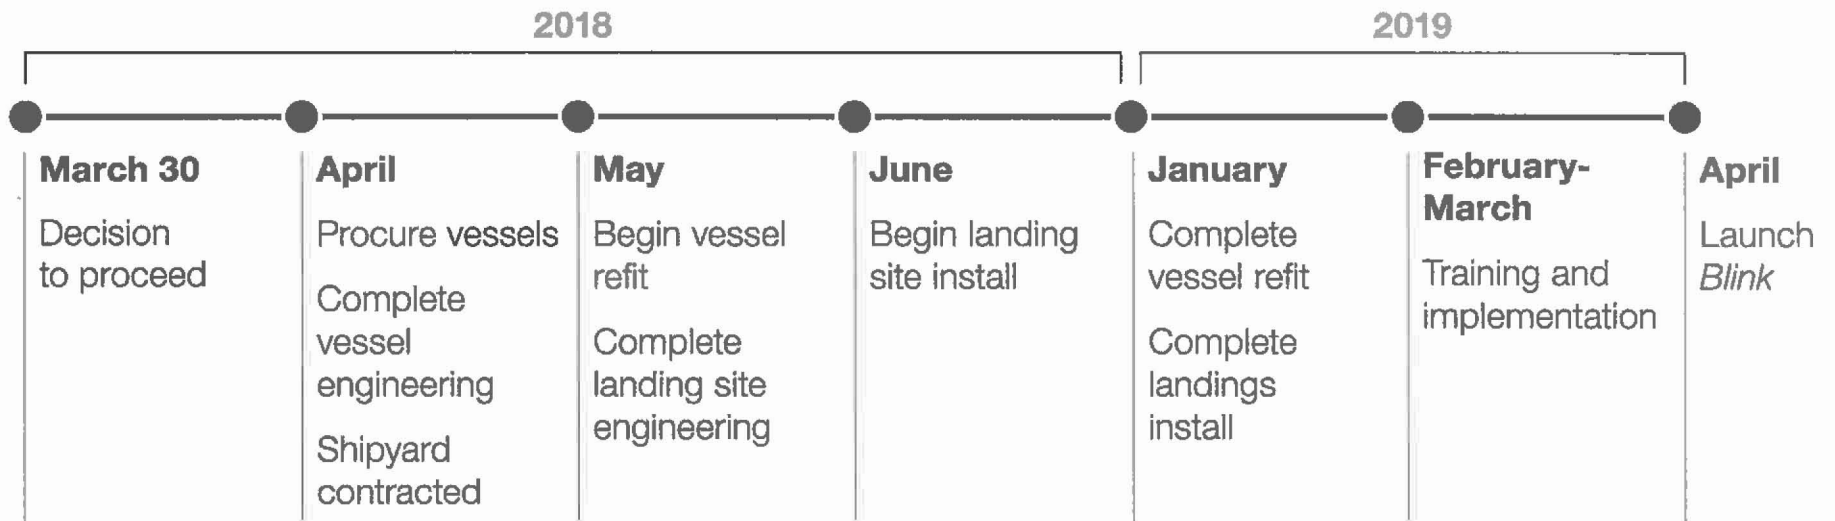 2018
2019
March 30
Decision
to proceed
April
Procure vessels
Complete
vessel
engineering
Shipyard
contracted
May
Begin vessel
refit
Complete
landing site
engineering
June
Begin landing
site install
January
Complete
vessel refit
Complete
landings
install
February-
March
Training and
implementation
April
Launch
Blink